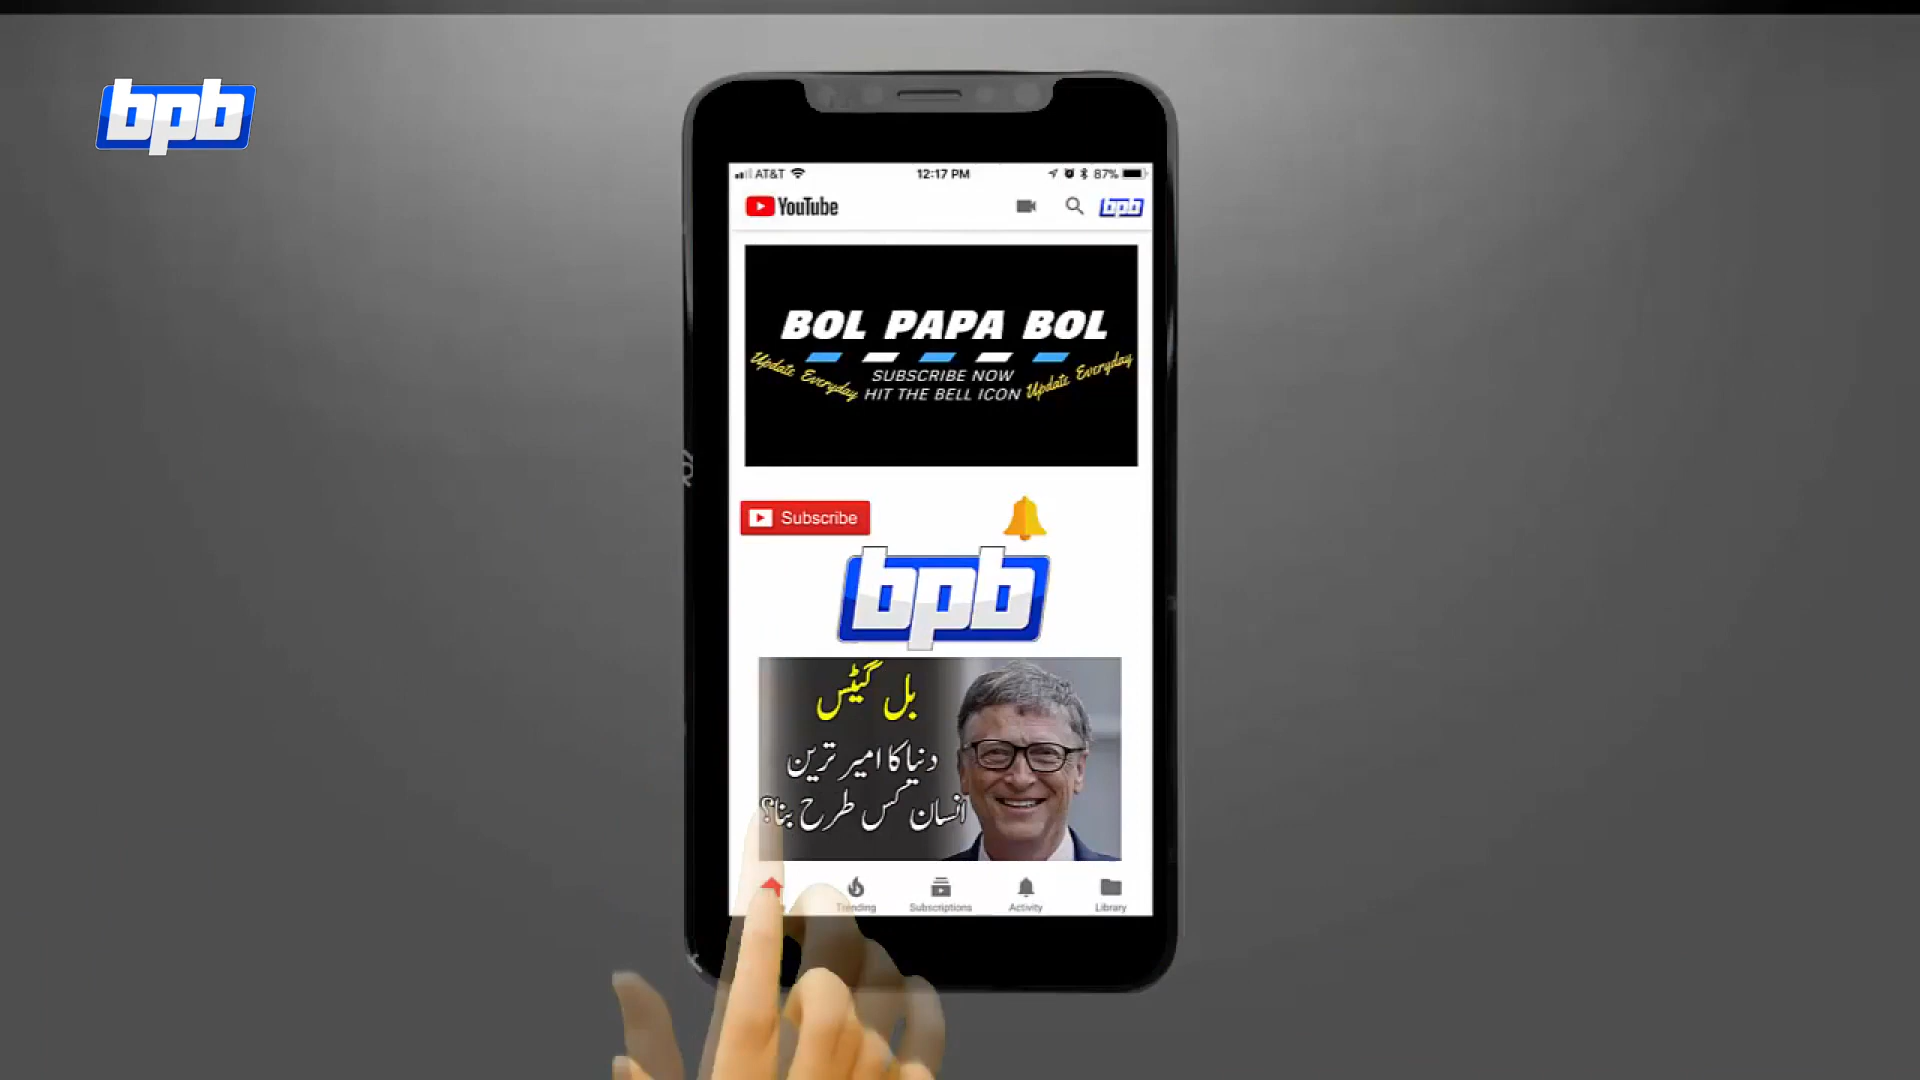 bpb
AT&T 12:17 PM 87%
YouTube
bpb
BOL PAPA BOL
Update Everyday
SUBSCRIBE NOW
HIT THE BELL ICON
Update Everyday
Subscribe
bpb
بل گیٹس
دنیا کا امیر ترین
انسان کس طرح بنا؟
Trending Subscriptions Activity Library